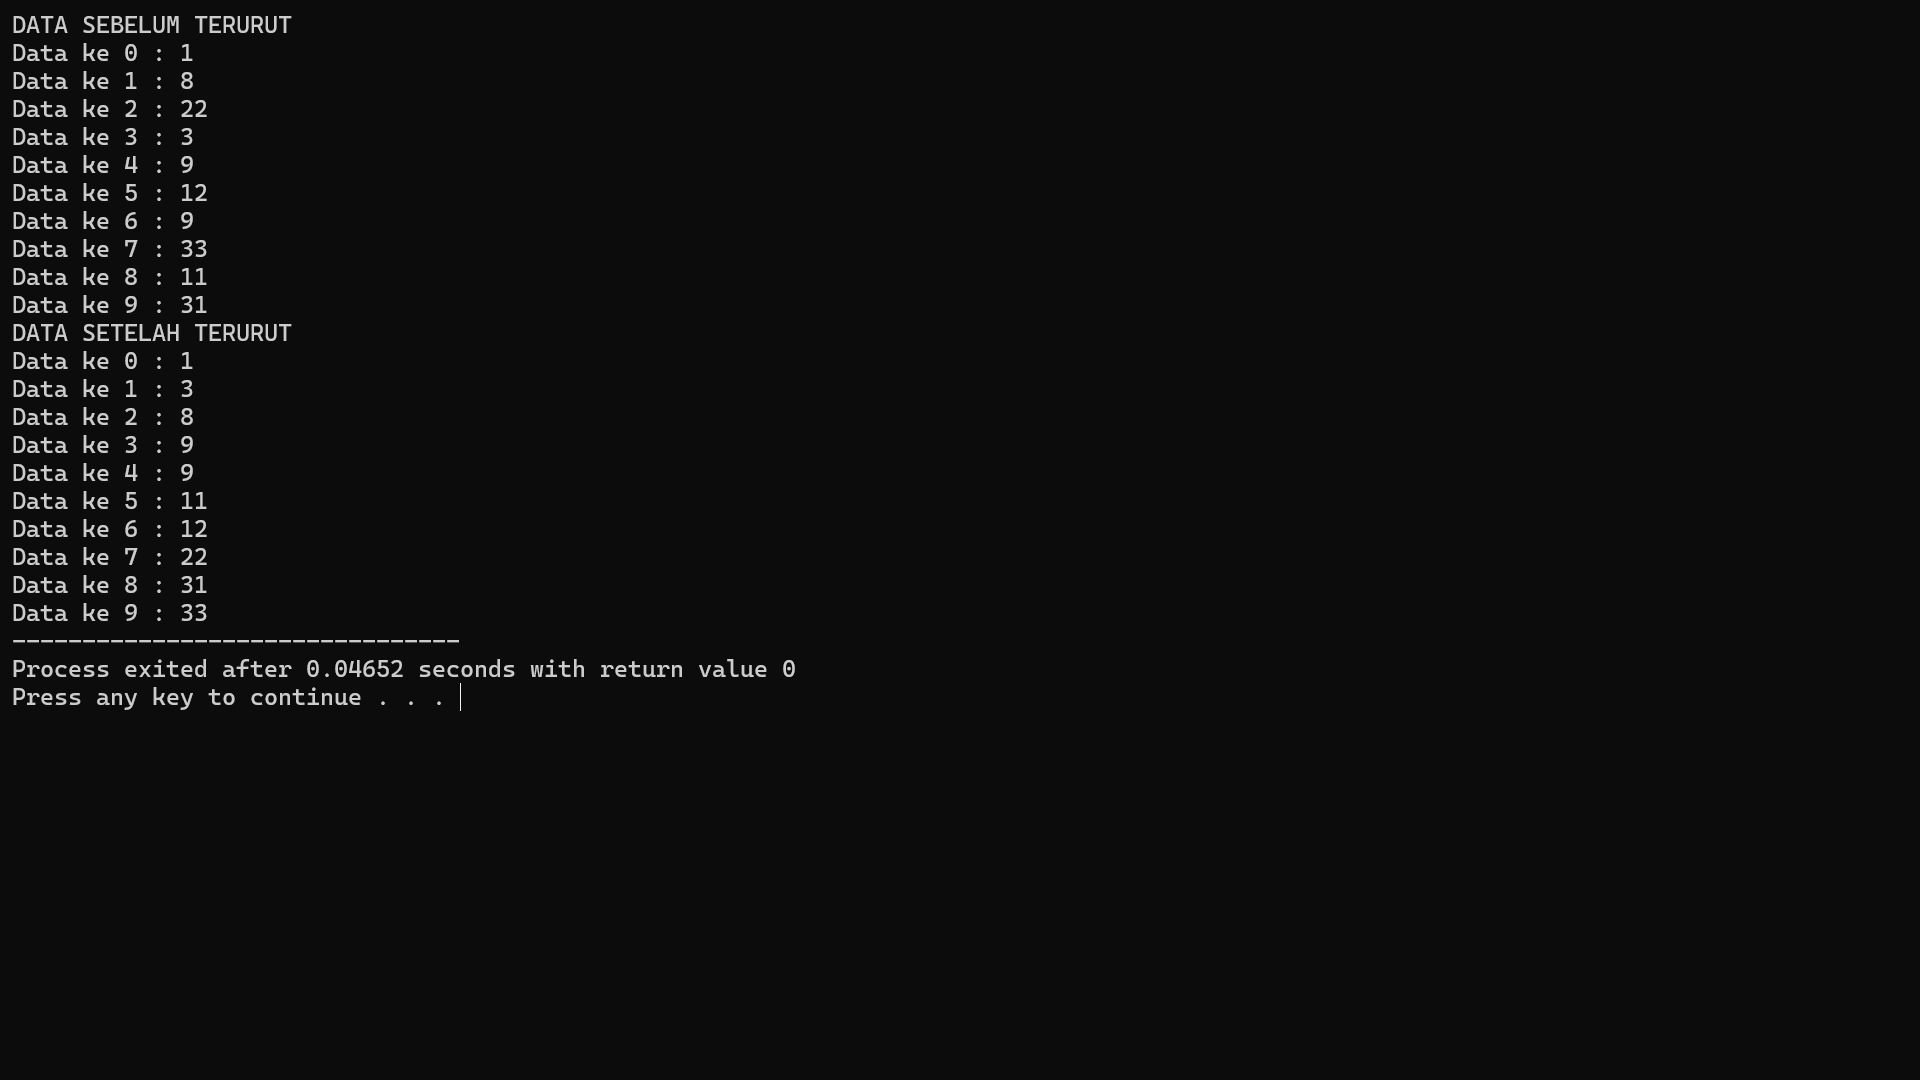 DATA SEBELUM TERURUT
Data ke 0 : 1
Data ke 1 : 8
Data ke 2 : 22
Data ke 3 : 3
Data ke 4 : 9
Data ke 5 : 12
Data ke 6 : 9
Data ke 7 : 33
Data ke 8 : 11
Data ke 9 : 31
DATA SETELAH TERURUT
Data ke 0 : 1
Data ke 1 : 3
Data ke 2 : 8
Data ke 3 : 9
Data ke 4 : 9
Data ke 5 : 11
Data ke 6 : 12
Data ke 7 : 22
Data ke 8 : 31
Data ke 9 : 33
--------------------------------
Process exited after 0.04652 seconds with return value 0
Press any key to continue . . .